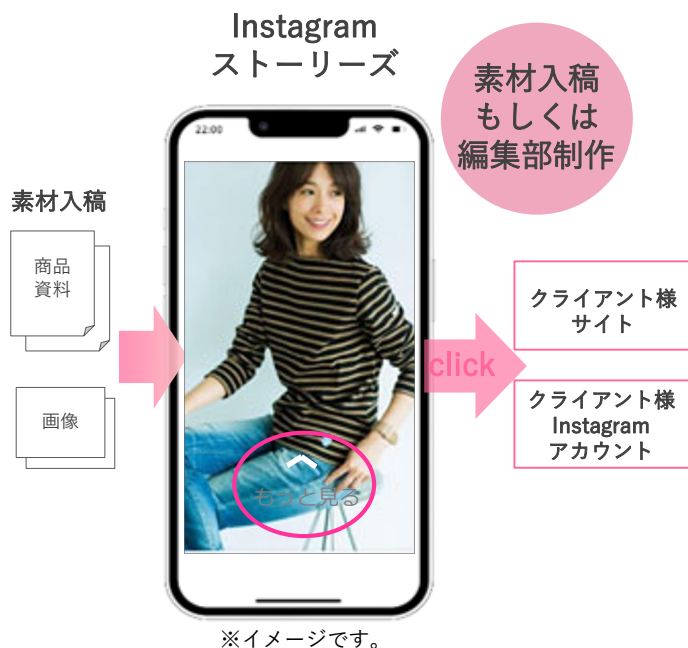 Instagram
ストーリーズ
素材入稿
もしくは
編集部制作
22:00
素材入稿
商品
資料
画像
もっと見る
click
クライアント様
サイト
クライアント様
Instagram
アカウント
※イメージです。